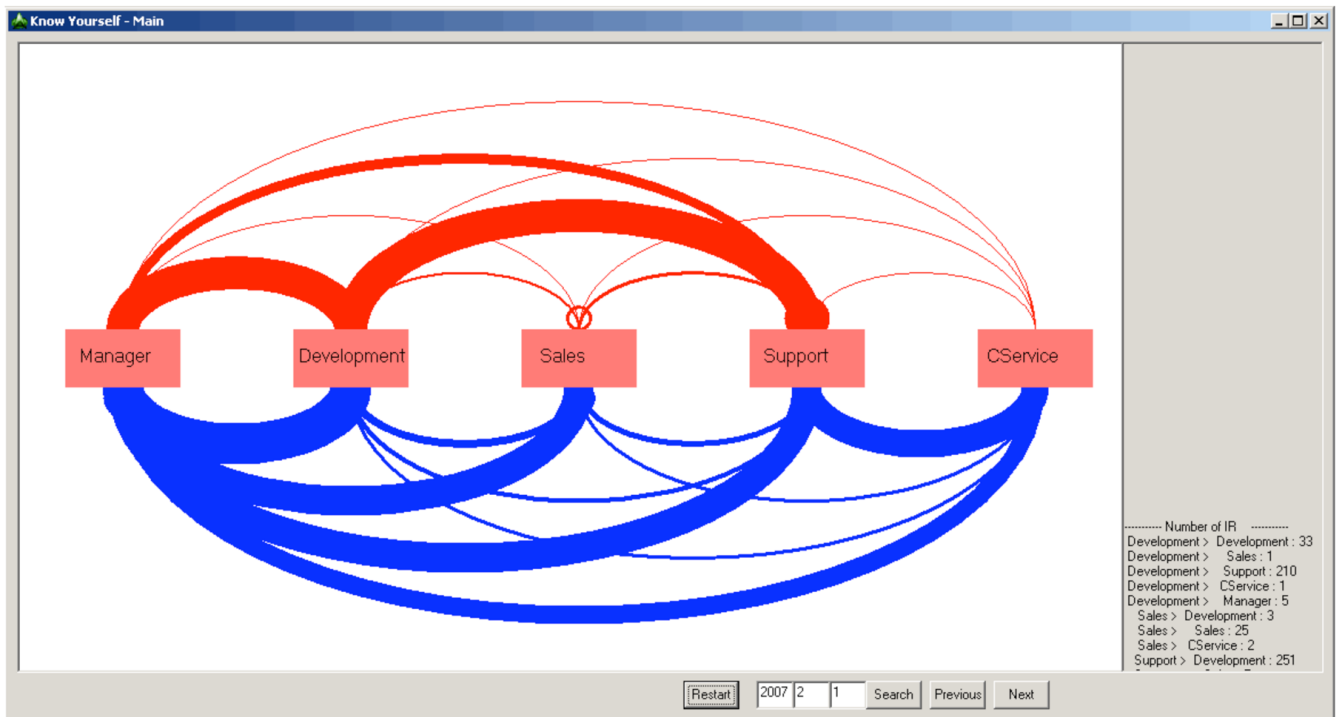 Know Yourself - Main
Manager
Development
Sales
Support
CService
---------- Number of IR ----------
Development > Development : 33
Development > Sales : 1
Development > Support : 210
Development > CService : 1
Development > Manager : 5
Sales > Development : 3
Sales > Sales : 25
Sales > CService : 2
Support > Development : 251
Restart 2007 2 1 Search Previous Next